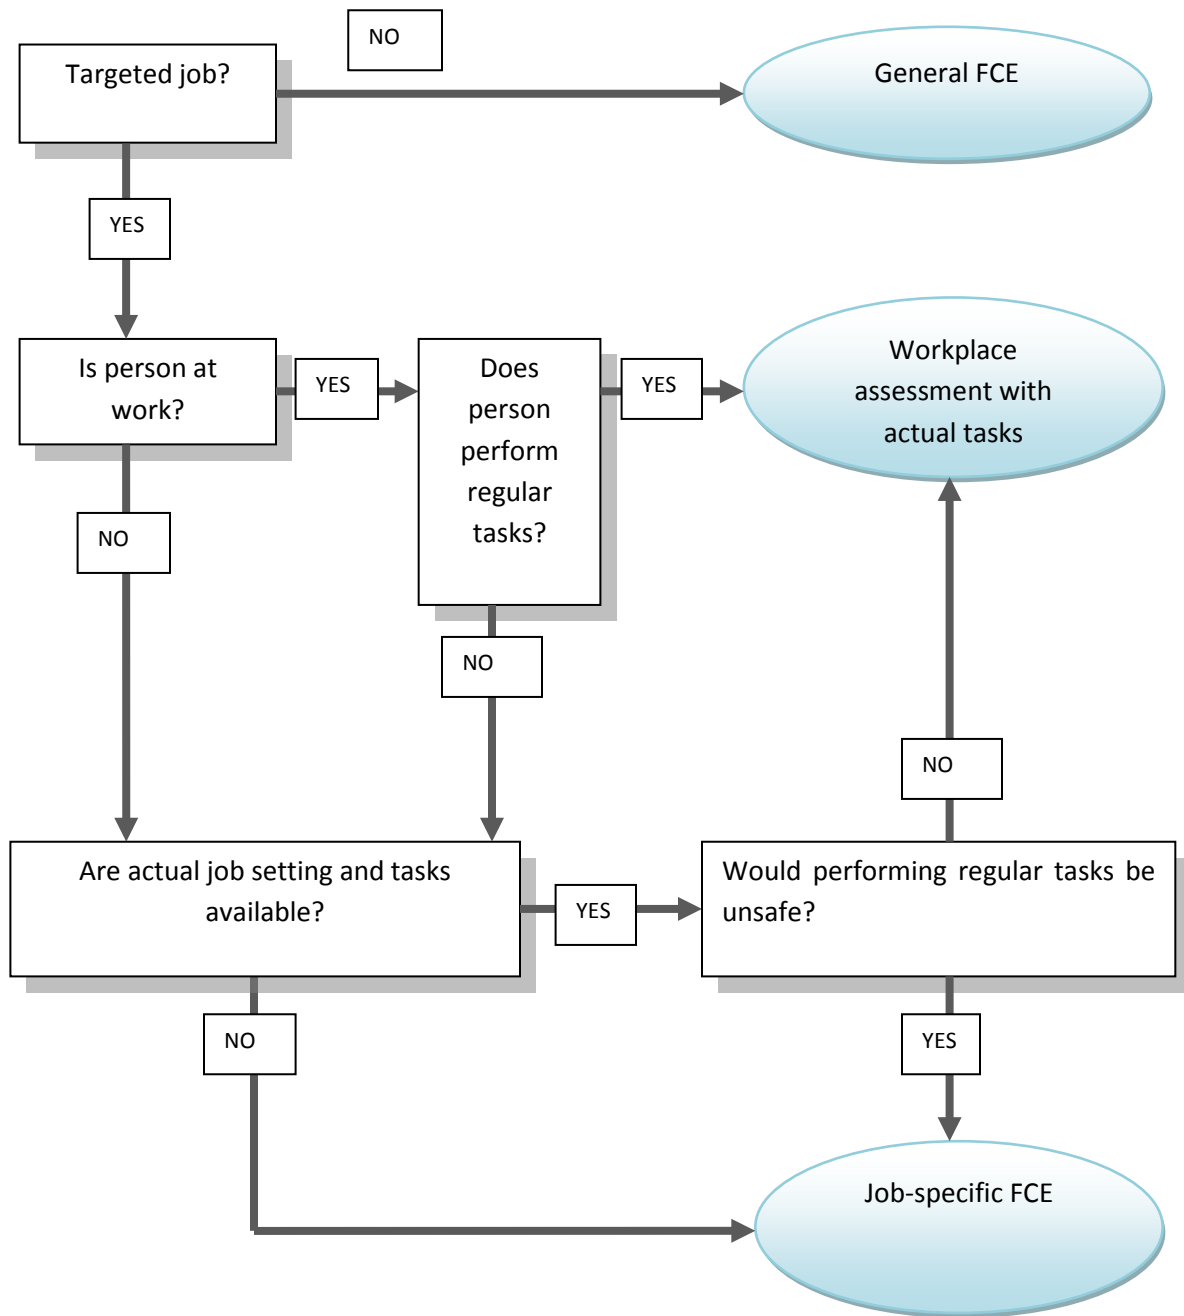 NO
Targeted job?
General FCE
YES
Is person at
work?
YES
Does
person
perform
regular
tasks?
YES
Workplace
assessment with
actual tasks
NO
NO
NO
Are actual job setting and tasks
available?
YES
Would performing regular tasks be
unsafe?
NO
YES
Job-specific FCE